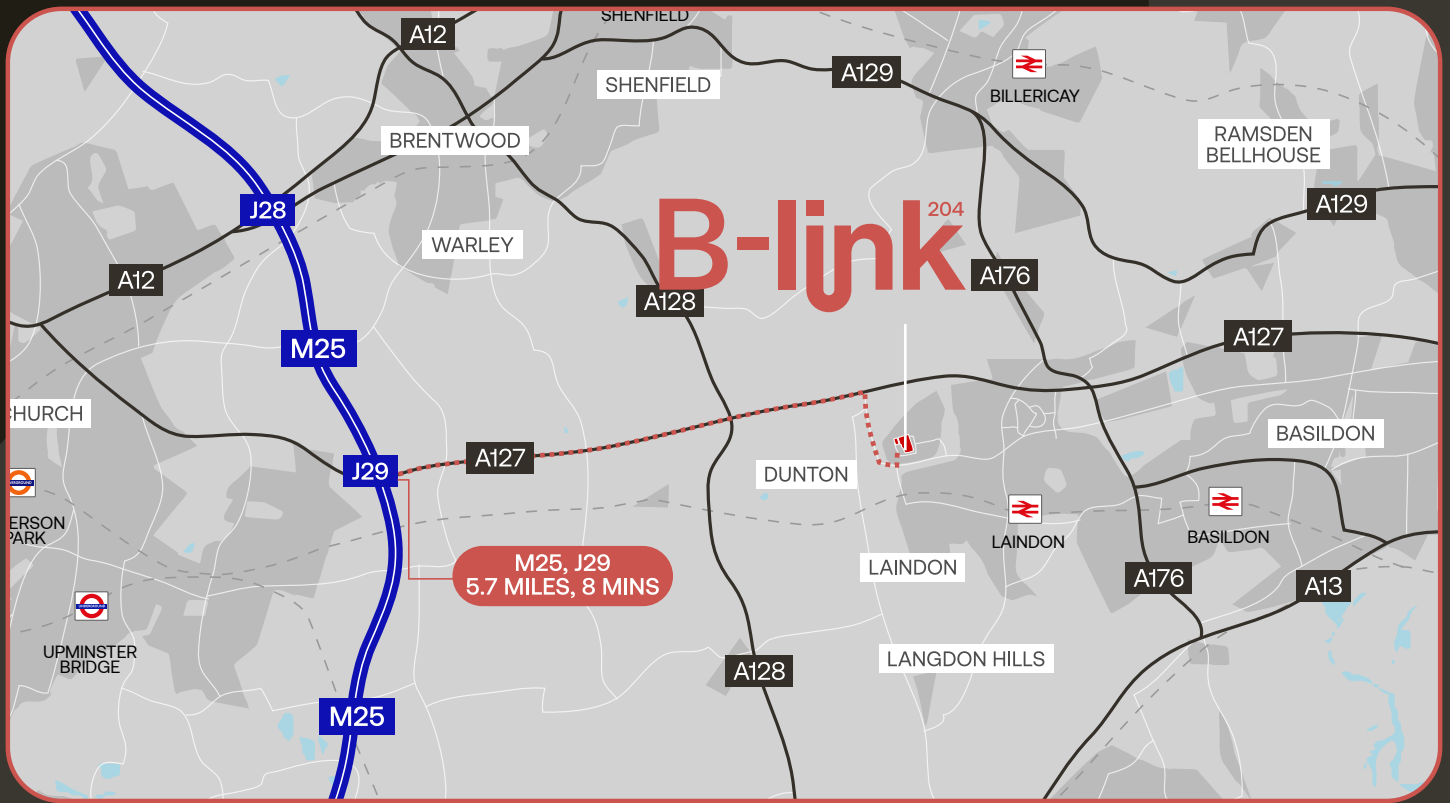 SHENFIELD
A12
A129
BILLERICAY
SHENFIELD
BRENTWOOD
RAMSDEN
BELLHOUSE
J28
204
B-link
A129
WARLEY
A12
A128
A176
M25
A127
CHURCH
BASILDON
J29
A127
DUNTON
ERSON
PARK
LAINDON
BASILDON
M25, J29
5.7 MILES, 8 MINS
LAINDON
A176
A13
UNDERGROUND
UPMINSTER
BRIDGE
LANGDON HILLS
A128
M25